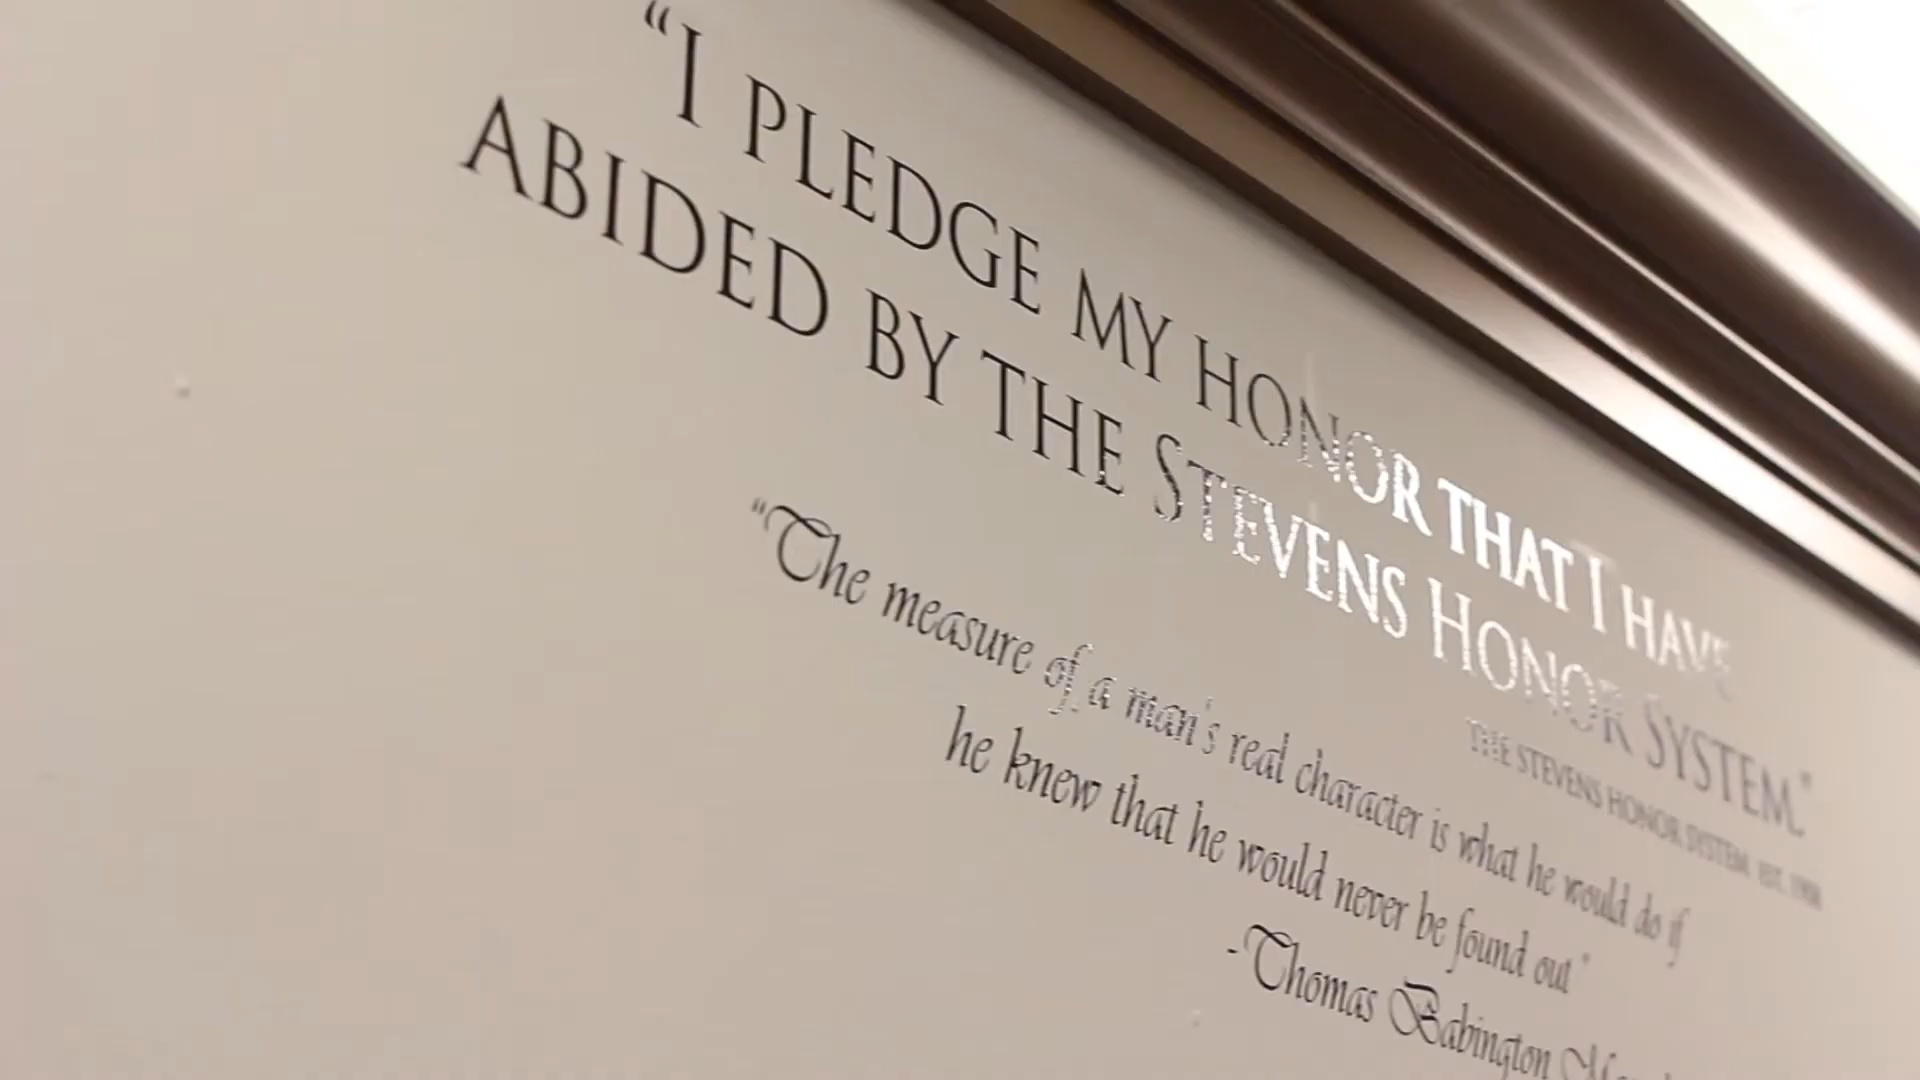 “I PLEDGE MY HONOR THAT I HAVE
ABIDED BY THE STEVENS HONOR SYSTEM.”
THE STEVENS HONOR SYSTEM EST. 1908
“The measure of a man's real character is what he would do if
he knew that he would never be found out”
-Thomas Babington